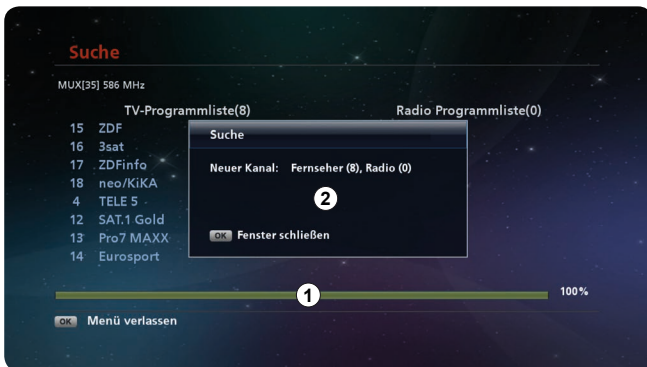 Suche
MUX[35] 586 MHz
TV-Programmliste(8) Radio Programmliste(0)
15 ZDF
16 3sat
17 ZDFinfo
18 neo/KiKA
4 TELE 5
12 SAT.1 Gold
13 Pro7 MAXX
14 Eurosport
Suche
Neuer Kanal: Fernseher (8), Radio (0)
2
OK Fenster schließen
1
100%
OK Menü verlassen